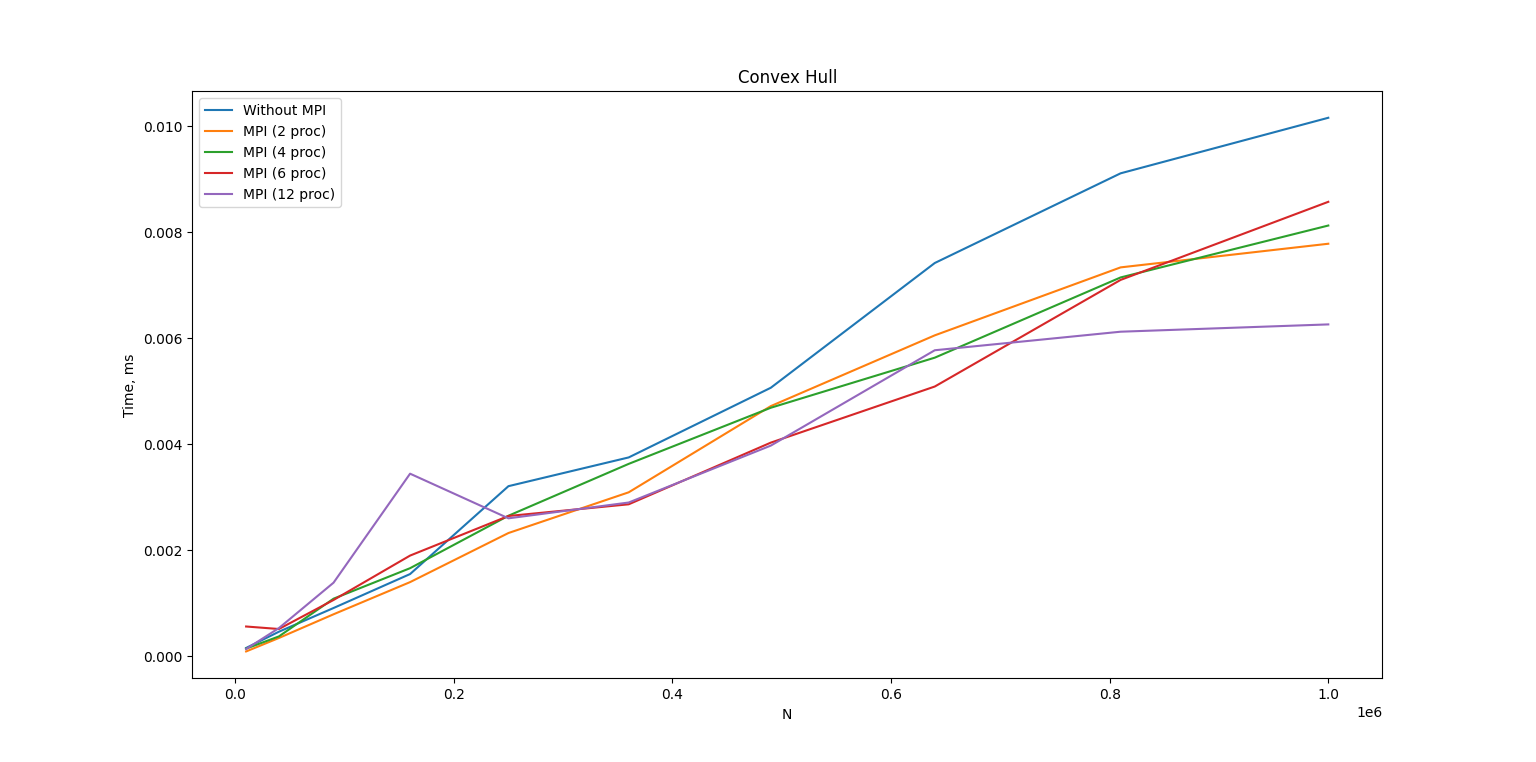 Convex Hull
Without MPI
MPI (2 proc)
MPI (4 proc)
MPI (6 proc)
MPI (12 proc)
0.010
0.008
0.006
0.004
0.002
0.000
Time, ms
0.0 0.2 0.4 0.6 0.8 1.0
1e6
N